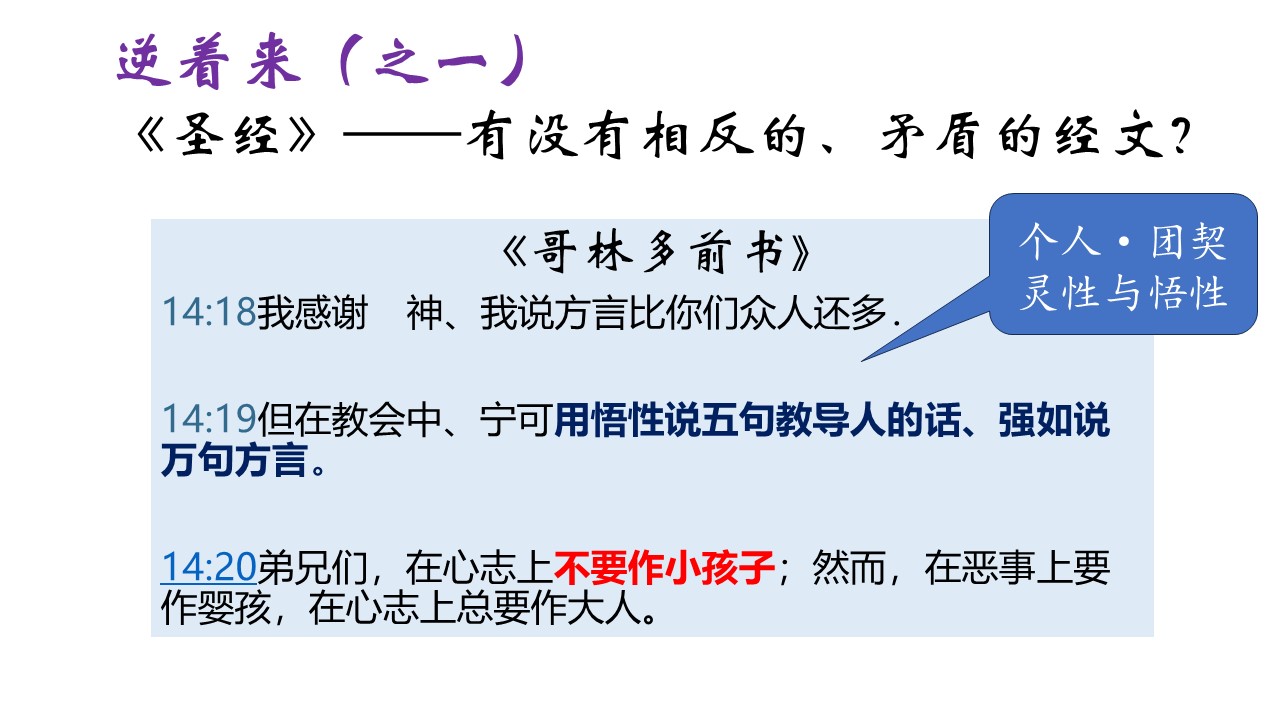 逆着来（之一）
《圣经》——有没有相反的、矛盾的经文?
个人·团契
灵性与悟性
《哥林多前书》
14:18我感谢　神、我说方言比你们众人还多．
14:19但在教会中、宁可用悟性说五句教导人的话、强如说
万句方言。
14:20弟兄们，在心志上不要作小孩子；然而，在恶事上要
作婴孩，在心志上总要作大人。